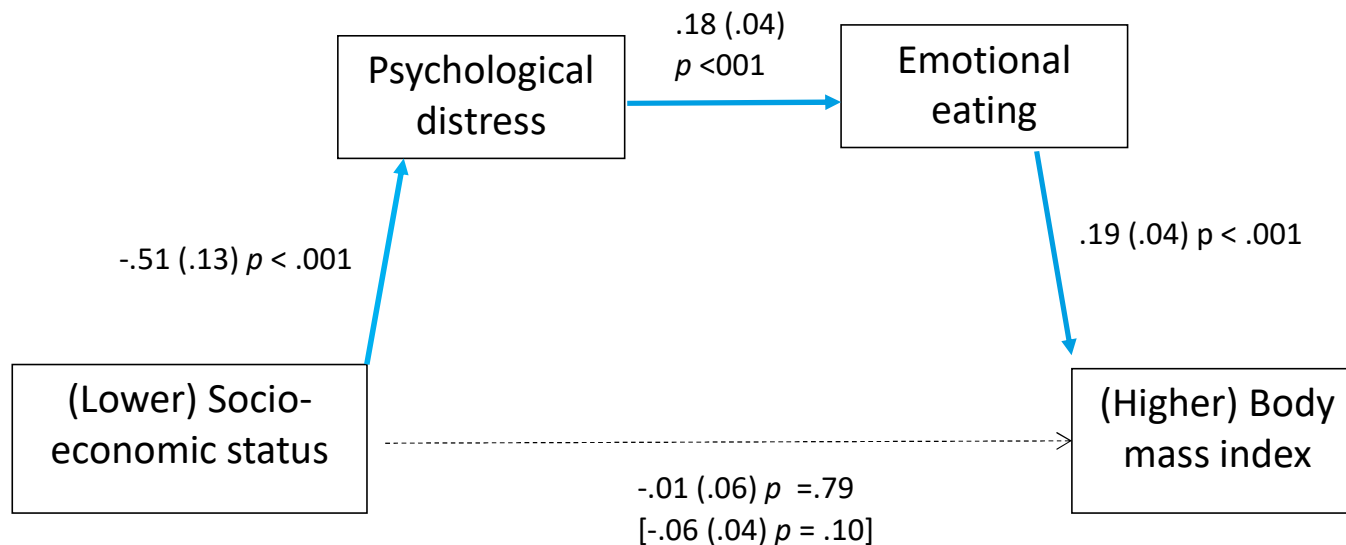 .18 (.04)
p <001
Psychological
distress
Emotional
eating
-.51 (.13) p < .001
.19 (.04) p < .001
(Lower) Socio-
economic status
(Higher) Body
mass index
-.01 (.06) p =.79
[-.06 (.04) p = .10]